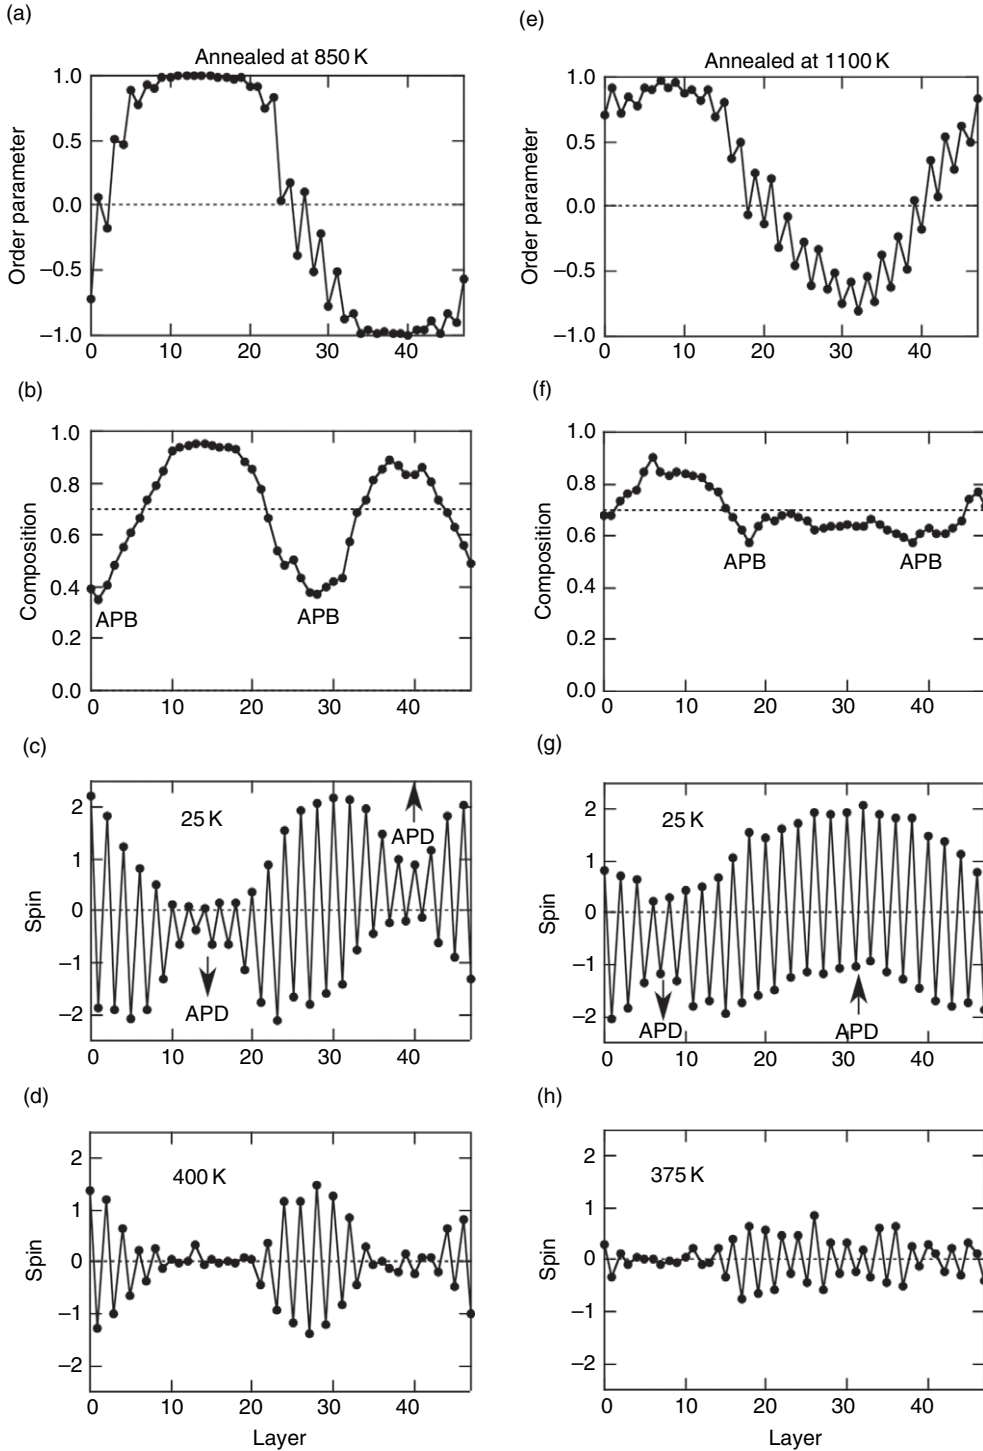 (a)
Annealed at 850 K
Order parameter
1.0
0.5
0.0
–0.5
–1.0
0 10 20 30 40
(b)
Composition
1.0
0.8
0.6
0.4
0.2
0.0
APB APB
0 10 20 30 40
(c)
Spin
2
1
0
–1
–2
25 K
APD
APD
0 10 20 30 40
(d)
Spin
2
1
0
–1
–2
400 K
0 10 20 30 40
Layer
(e)
Annealed at 1100 K
Order parameter
1.0
0.5
0.0
–0.5
–1.0
0 10 20 30 40
(f)
Composition
1.0
0.8
0.6
0.4
0.2
0.0
APB APB
0 10 20 30 40
(g)
Spin
2
1
0
–1
–2
25 K
APD APD
0 10 20 30 40
(h)
Spin
2
1
0
–1
–2
375 K
0 10 20 30 40
Layer